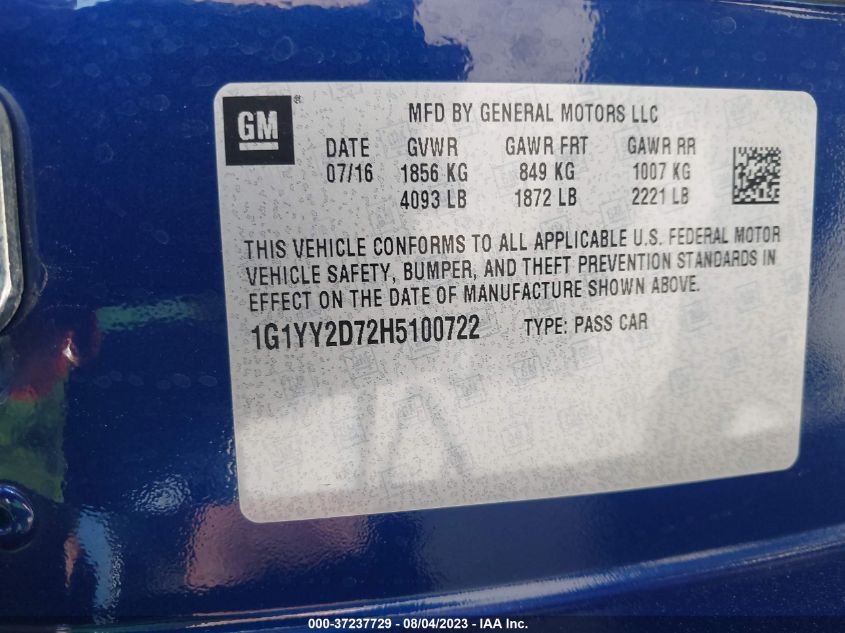 GM®
MFD BY GENERAL MOTORS LLC
DATE GVWR GAWR FRT GAWR RR
07/16 1856 KG 849 KG 1007 KG
4093 LB 1872 LB 2221 LB
THIS VEHICLE CONFORMS TO ALL APPLICABLE U.S. FEDERAL MOTOR
VEHICLE SAFETY, BUMPER, AND THEFT PREVENTION STANDARDS IN
EFFECT ON THE DATE OF MANUFACTURE SHOWN ABOVE.
1G1YY2D72H5100722 TYPE: PASS CAR
000-37237729 - 08/04/2023 - IAA Inc.